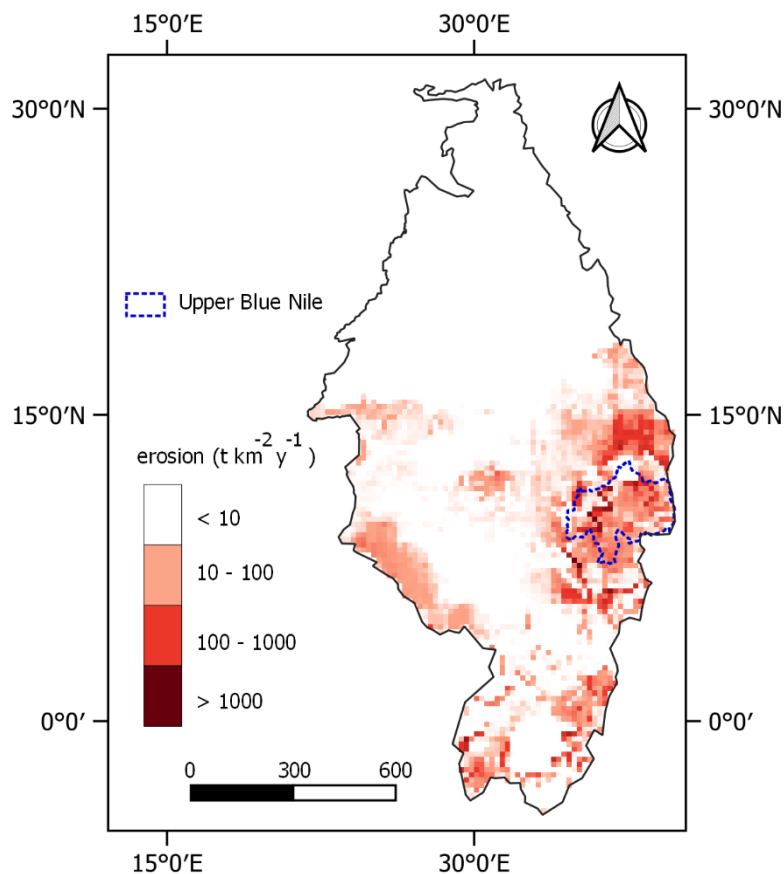 15°0′E 30°0′E
30°0′N 30°0′N
Upper Blue Nile
15°0′N 15°0′N
erosion (t km⁻² y⁻¹ )
< 10
10 - 100
100 - 1000
> 1000
0°0′ 0°0′
0 300 600
15°0′E 30°0′E